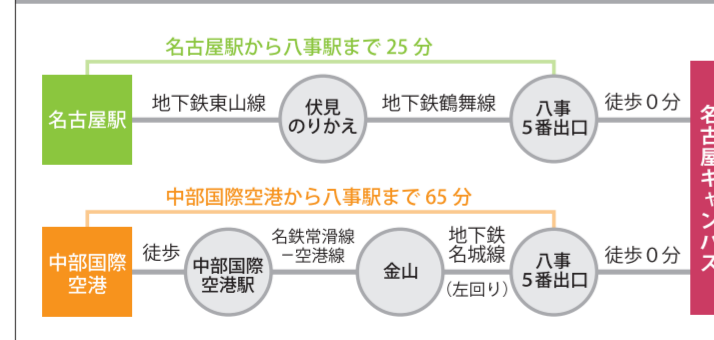 名古屋駅から八事駅まで 25 分
名古屋駅
地下鉄東山線
伏見
のりかえ
地下鉄鶴舞線
八事
5番出口
徒歩０分
中部国際空港から八事駅まで 65 分
中部国際
空港
徒歩
中部国際
空港駅
名鉄常滑線
－空港線
金山
地下鉄
名城線
（左回り）
八事
5番出口
徒歩０分
名古屋キャンパス